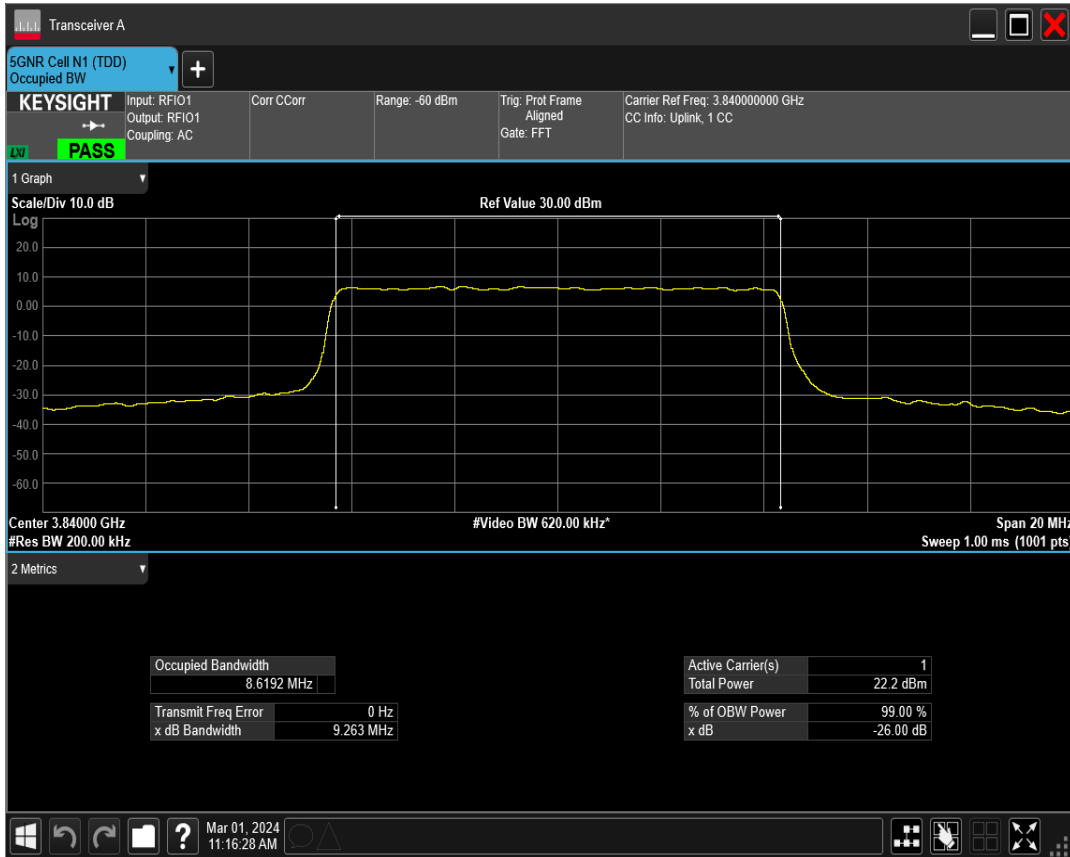 Transceiver A
5GNR Cell N1 (TDD)
Occupied BW
+
KEYSIGHT
LXI
PASS
Input: RFIO1
Output: RFIO1
Coupling: AC
Corr CCorr
Range: -60 dBm
Trig: Prot Frame
Aligned
Gate: FFT
Carrier Ref Freq: 3.840000000 GHz
CC Info: Uplink, 1 CC
1 Graph
Scale/Div 10.0 dB
Ref Value 30.00 dBm
Log
20.0
10.0
0.00
-10.0
-20.0
-30.0
-40.0
-50.0
-60.0
Center 3.84000 GHz
#Video BW 620.00 kHz*
Span 20 MHz
#Res BW 200.00 kHz
Sweep 1.00 ms (1001 pts)
2 Metrics
Occupied Bandwidth
8.6192 MHz
Transmit Freq Error 0 Hz
x dB Bandwidth 9.263 MHz
Active Carrier(s) 1
Total Power 22.2 dBm
% of OBW Power 99.00 %
x dB -26.00 dB
?
Mar 01, 2024
11:16:28 AM